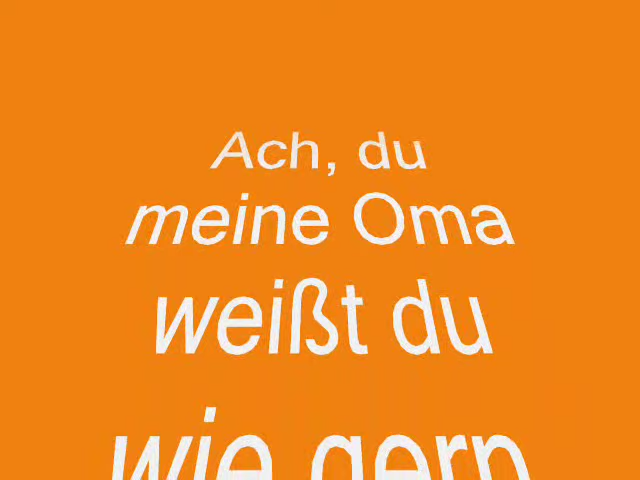 Ach, du
meine Oma
weißt du
wie gern